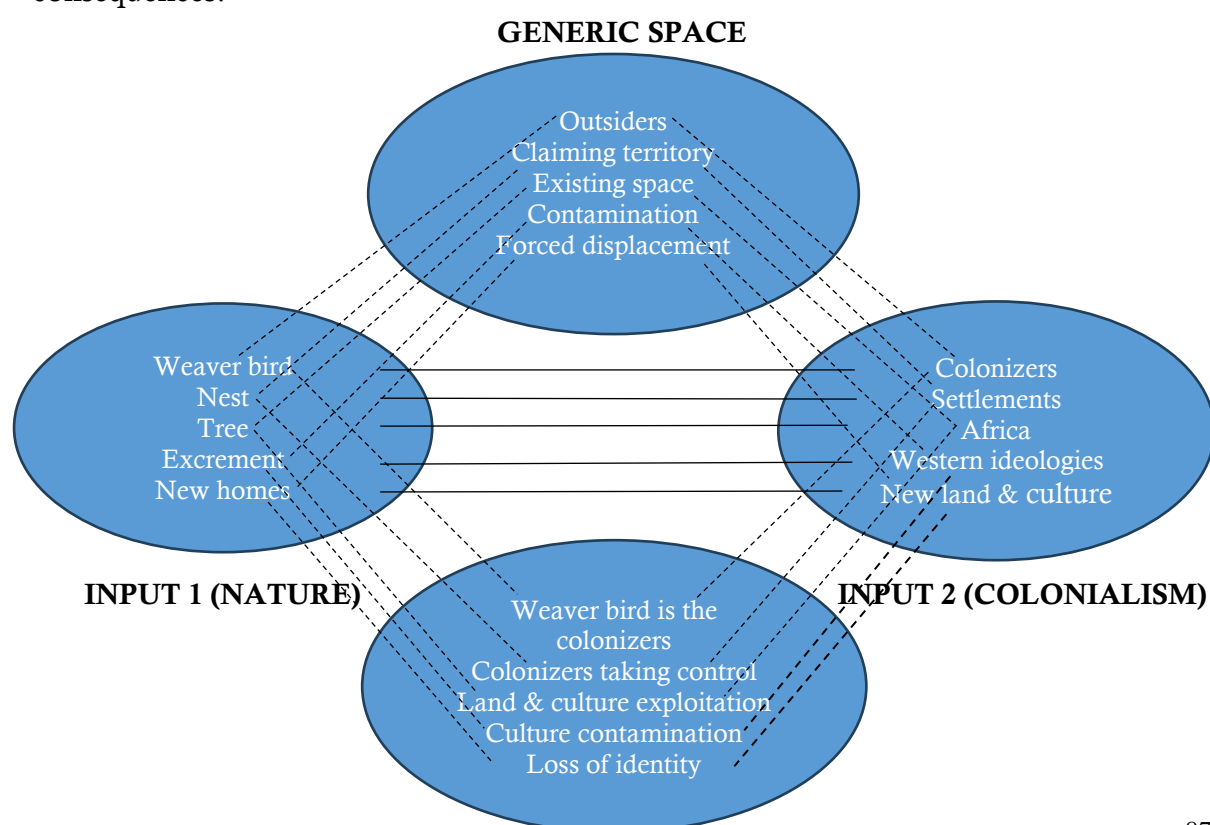 consequences.
GENERIC SPACE
Outsiders
Claiming territory
Existing space
Contamination
Forced displacement
Weaver bird
Nest
Tree
Excrement
New homes
Colonizers
Settlements
Africa
Western ideologies
New land & culture
INPUT 1 (NATURE)
INPUT 2 (COLONIALISM)
Weaver bird is the
colonizers
Colonizers taking control
Land & culture exploitation
Culture contamination
Loss of identity